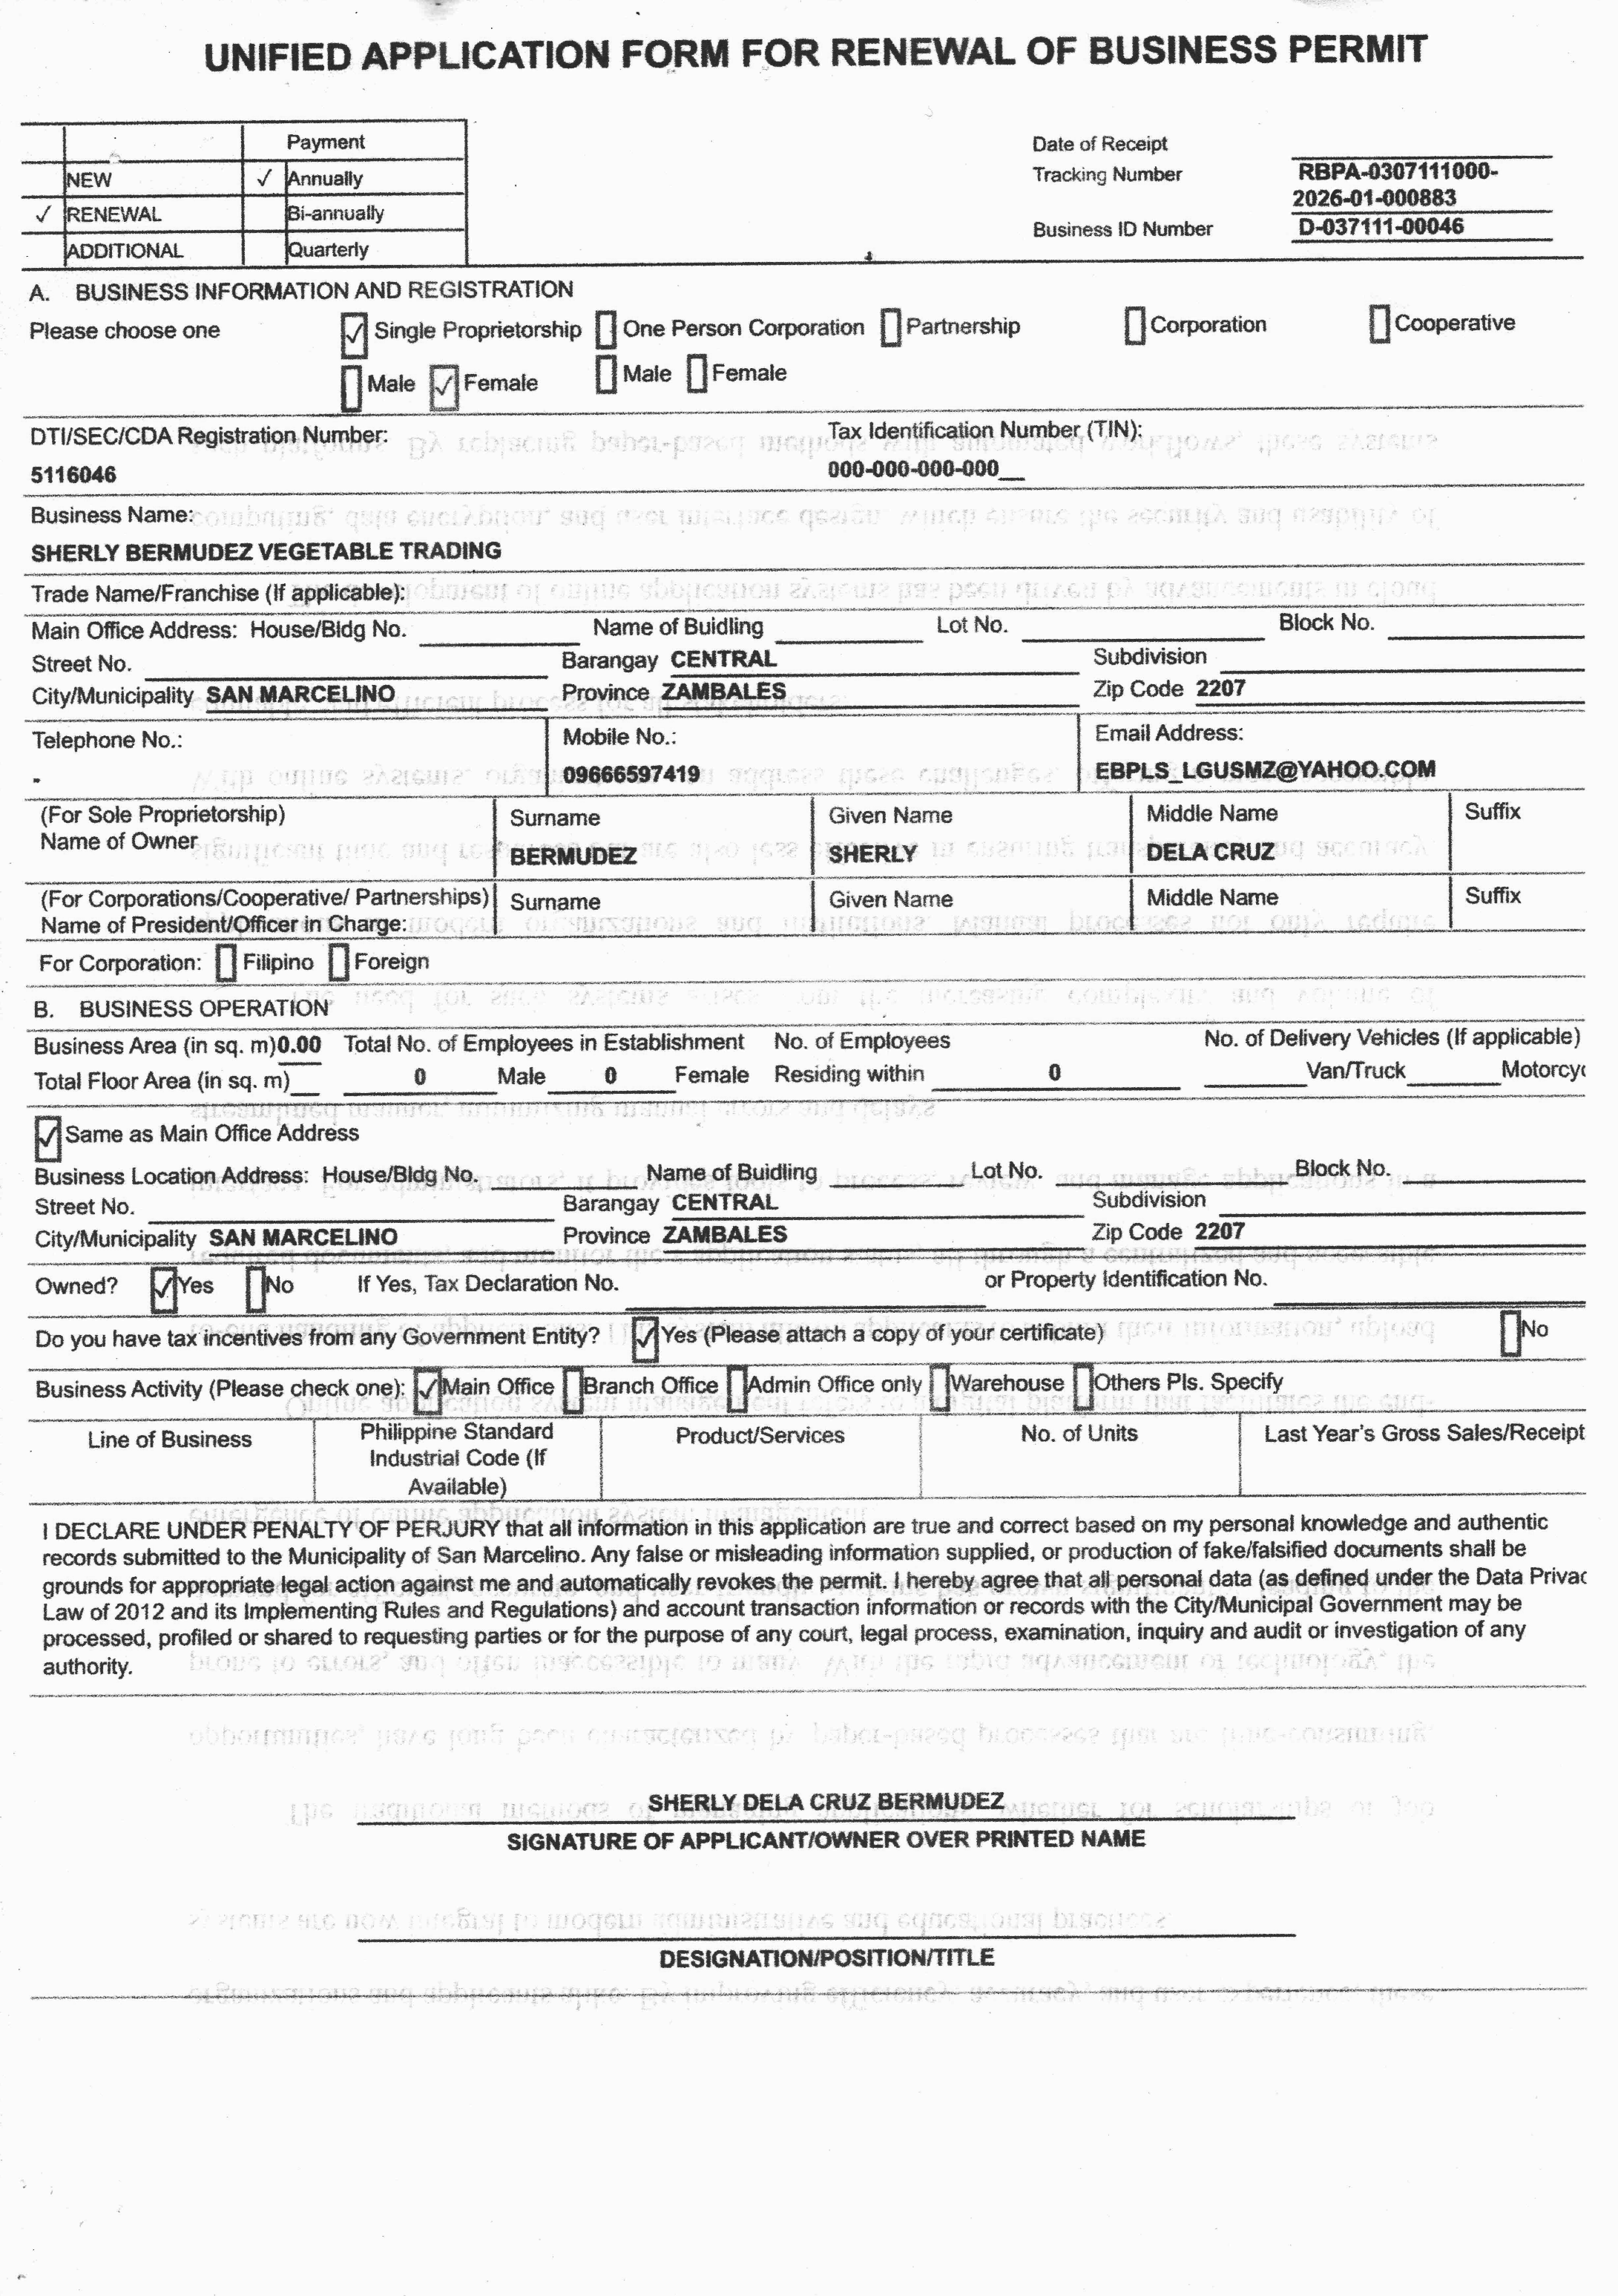 UNIFIED APPLICATION FORM FOR RENEWAL OF BUSINESS PERMIT
Payment
NEW ✓ Annually
✓ RENEWAL Bi-annually
ADDITIONAL Quarterly
Date of Receipt
Tracking Number RBPA-0307111000-
2026-01-000883
Business ID Number D-037111-00046
A. BUSINESS INFORMATION AND REGISTRATION
Please choose one ✓ Single Proprietorship One Person Corporation Partnership Corporation Cooperative
Male ✓ Female Male Female
DTI/SEC/CDA Registration Number: Tax Identification Number (TIN):
5116046 000-000-000-000__
Business Name:
SHERLY BERMUDEZ VEGETABLE TRADING
Trade Name/Franchise (If applicable):
Main Office Address: House/Bldg No. Name of Buidling Lot No. Block No.
Street No. Barangay CENTRAL Subdivision
City/Municipality SAN MARCELINO Province ZAMBALES Zip Code 2207
Telephone No.: Mobile No.: Email Address:
- 09666597419 EBPLS_LGUSMZ@YAHOO.COM
(For Sole Proprietorship) Surname Given Name Middle Name Suffix
Name of Owner BERMUDEZ SHERLY DELA CRUZ
(For Corporations/Cooperative/ Partnerships) Surname Given Name Middle Name Suffix
Name of President/Officer in Charge:
For Corporation: Filipino Foreign
B. BUSINESS OPERATION
Business Area (in sq. m)0.00 Total No. of Employees in Establishment No. of Employees No. of Delivery Vehicles (If applicable)
Total Floor Area (in sq. m)__ 0 Male 0 Female Residing within 0 Van/Truck Motorcyc
✓ Same as Main Office Address
Business Location Address: House/Bldg No. Name of Buidling Lot No. Block No.
Street No. Barangay CENTRAL Subdivision
City/Municipality SAN MARCELINO Province ZAMBALES Zip Code 2207
Owned? ✓ Yes No If Yes, Tax Declaration No. or Property Identification No.
Do you have tax incentives from any Government Entity? ✓ Yes (Please attach a copy of your certificate) No
Business Activity (Please check one): ✓ Main Office Branch Office Admin Office only Warehouse Others Pls. Specify
Line of Business Philippine Standard Industrial Code (If Available) Product/Services No. of Units Last Year's Gross Sales/Receipt
I DECLARE UNDER PENALTY OF PERJURY that all information in this application are true and correct based on my personal knowledge and authentic
records submitted to the Municipality of San Marcelino. Any false or misleading information supplied, or production of fake/falsified documents shall be
grounds for appropriate legal action against me and automatically revokes the permit. I hereby agree that all personal data (as defined under the Data Privac
Law of 2012 and its Implementing Rules and Regulations) and account transaction information or records with the City/Municipal Government may be
processed, profiled or shared to requesting parties or for the purpose of any court, legal process, examination, inquiry and audit or investigation of any
authority.
SHERLY DELA CRUZ BERMUDEZ
SIGNATURE OF APPLICANT/OWNER OVER PRINTED NAME
DESIGNATION/POSITION/TITLE